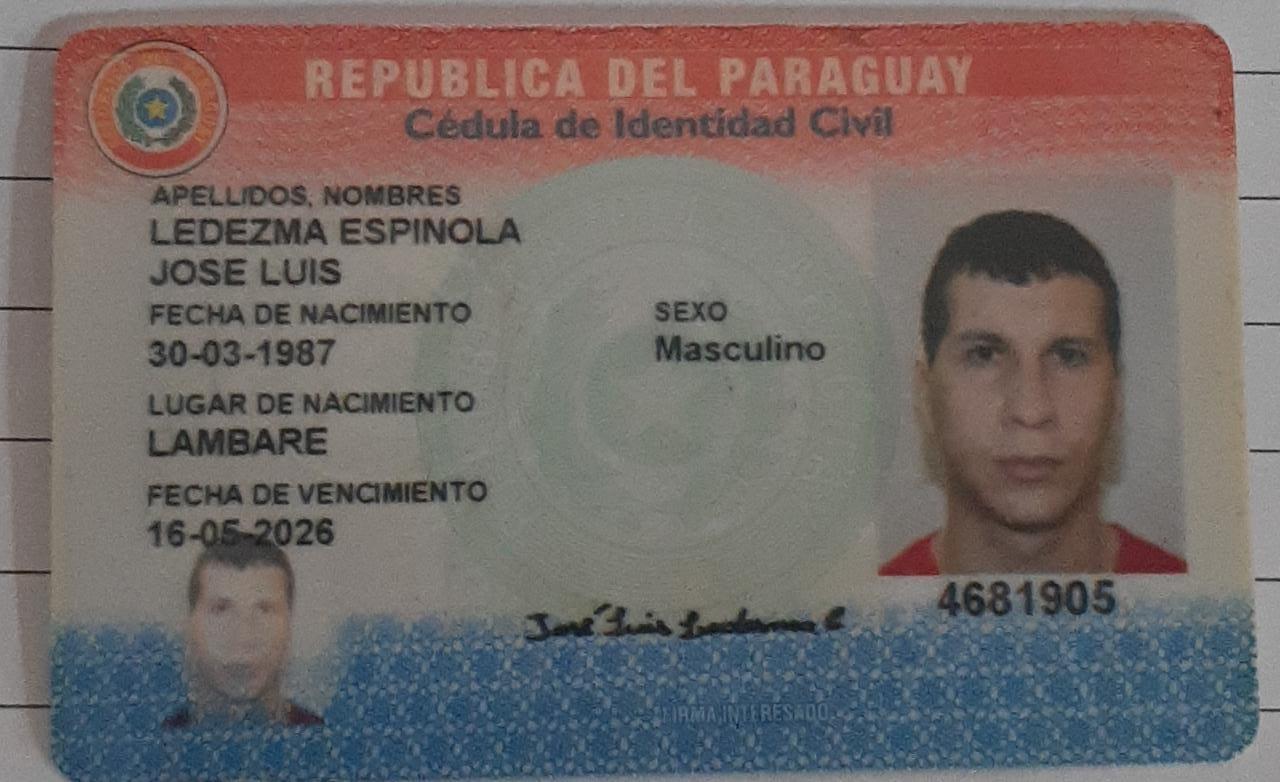 REPUBLICA DEL PARAGUAY
Cédula de Identidad Civil
APELLIDOS, NOMBRES
LEDEZMA ESPINOLA
JOSE LUIS
FECHA DE NACIMIENTO
30-03-1987
SEXO
Masculino
LUGAR DE NACIMIENTO
LAMBARE
FECHA DE VENCIMIENTO
16-05-2026
4681905
José Luis Ledezma E
FIRMA INTERESADO